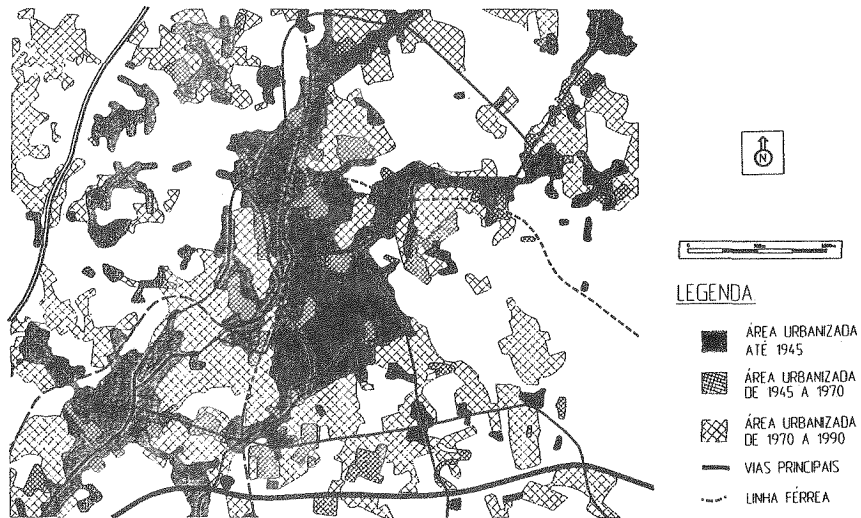 N
0
LEGENDA
ÁREA URBANIZADA
ATÉ 1945
ÁREA URBANIZADA
DE 1945 A 1970
ÁREA URBANIZADA
DE 1970 A 1990
VIAS PRINCIPAIS
LINHA FÉRREA